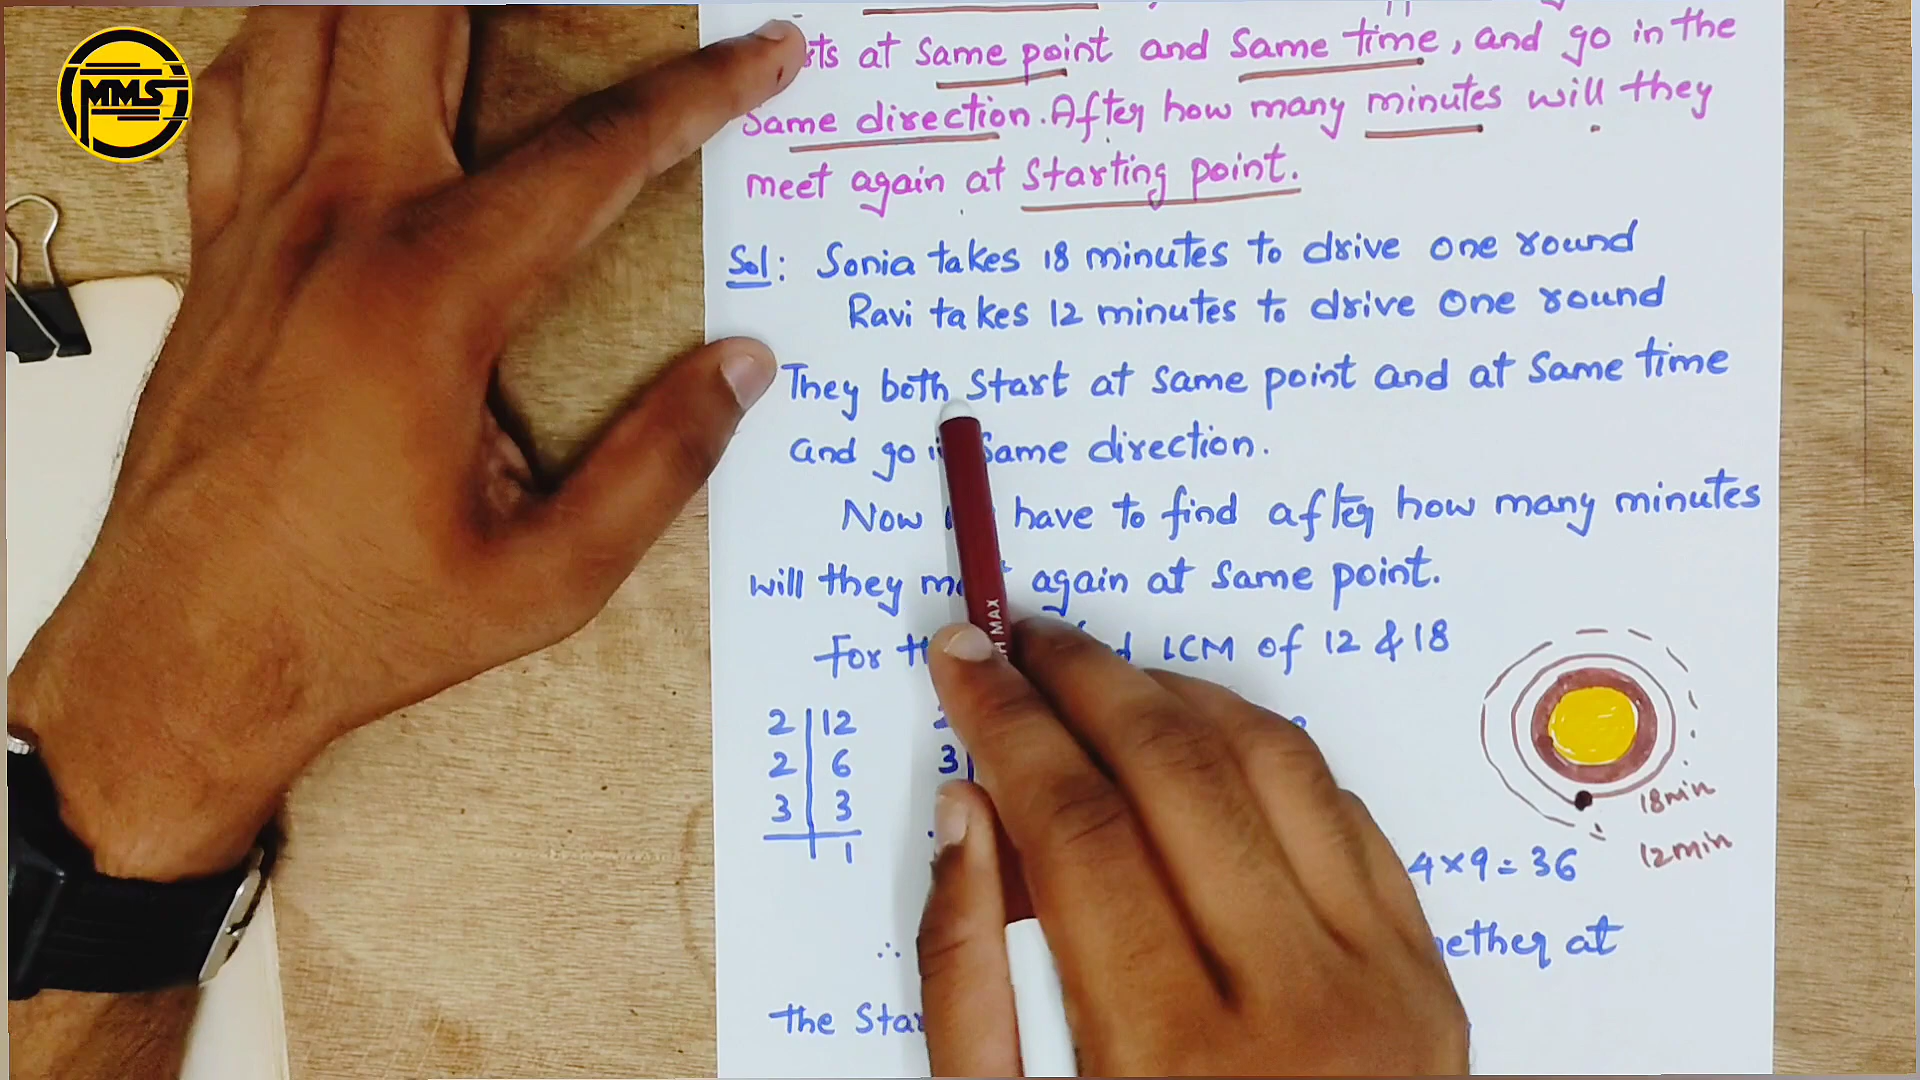 MMS
at Same point and Same time, and go in the
Same direction. After how many minutes will they
meet again at Starting point.
Sol: Sonia takes 18 minutes to drive one round
Ravi takes 12 minutes to drive one round
They both Start at Same point and at Same time
and go Same direction.
Now have to find after how many minutes
will they again at Same point.
For LCM of 12 & 18
2 12
2 6 3
3 3
1
18min
12min
4×9=36
∴ at
the
MAX